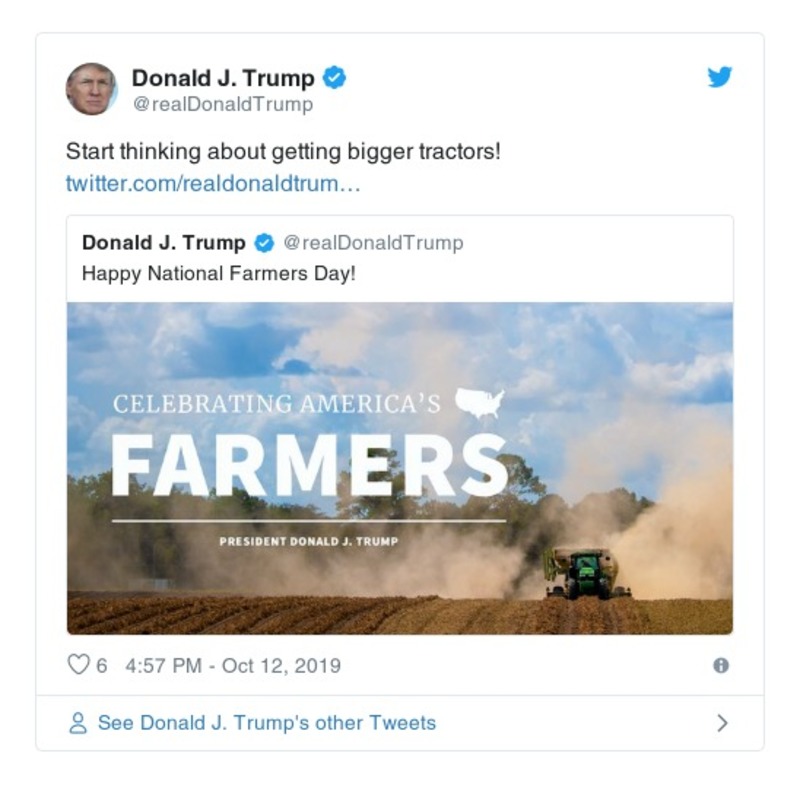 Donald J. Trump
@realDonaldTrump
Start thinking about getting bigger tractors!
twitter.com/realdonaldtrum…
Donald J. Trump @realDonaldTrump
Happy National Farmers Day!
CELEBRATING AMERICA'S
FARMERS
PRESIDENT DONALD J. TRUMP
6 4:57 PM - Oct 12, 2019
See Donald J. Trump's other Tweets